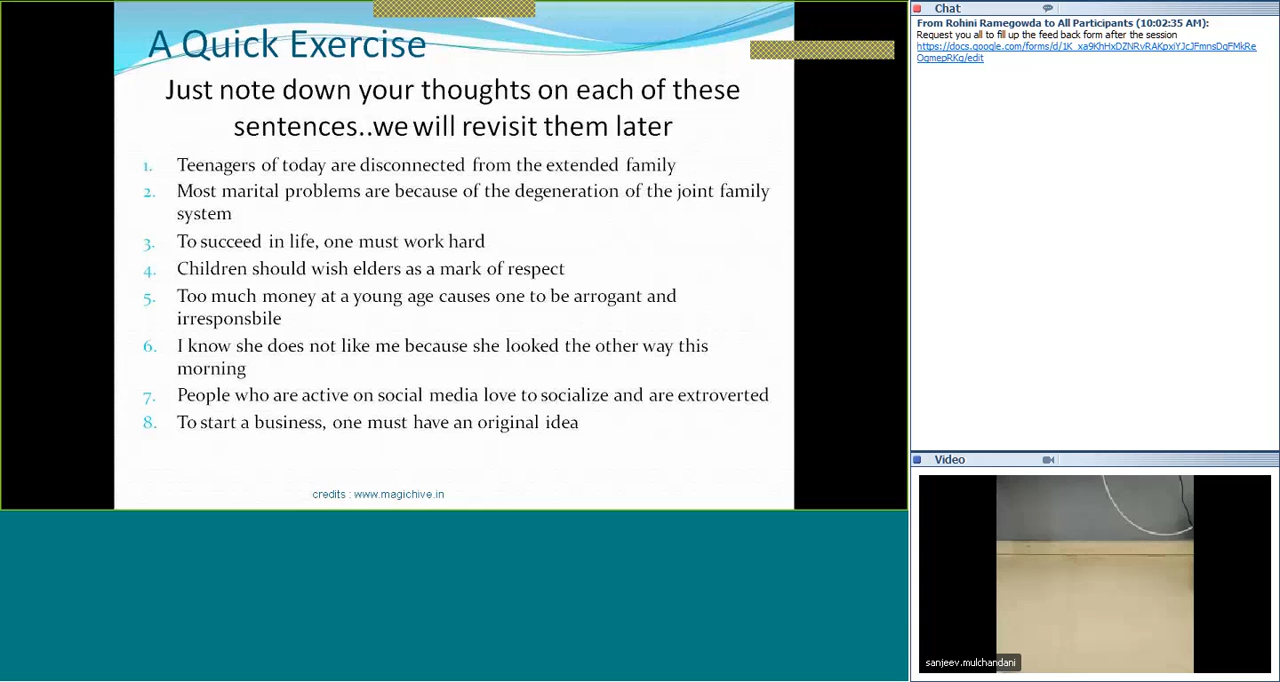 A Quick Exercise
Just note down your thoughts on each of these
sentences..we will revisit them later
1. Teenagers of today are disconnected from the extended family
2. Most marital problems are because of the degeneration of the joint family
system
3. To succeed in life, one must work hard
4. Children should wish elders as a mark of respect
5. Too much money at a young age causes one to be arrogant and
irresponsbile
6. I know she does not like me because she looked the other way this
morning
7. People who are active on social media love to socialize and are extroverted
8. To start a business, one must have an original idea
credits : www.magichive.in
Chat
From Rohini Ramegowda to All Participants (10:02:35 AM):
Request you all to fill up the feed back form after the session
https://docs.google.com/forms/d/1K_xa9KhHxDZNRvRAKpxiYJcJFmnsDqFMkRe
OgmepRKg/edit
Video
sanjeev.mulchandani